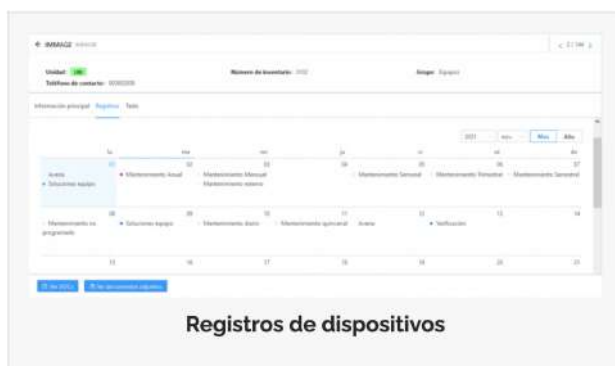 IMMAGE
Unidad:
Número de inventario:
Grupo: Equipos
Teléfono de contacto:
Información principal Registros Todo
2021 nov. Mes Año
lu ma mi ju vi sá do
01 02 03 04 05 06 07
Avería Mantenimiento Anual Mantenimiento Mensual Mantenimiento Semanal Mantenimiento Trimestral Mantenimiento Semestral
Soluciones equipo Mantenimiento externo
08 09 10 11 12 13 14
Mantenimiento no programado Soluciones equipo Mantenimiento diario Mantenimiento quincenal Avería Verificación
15 16 17 18 19 20 21
Registros de dispositivos